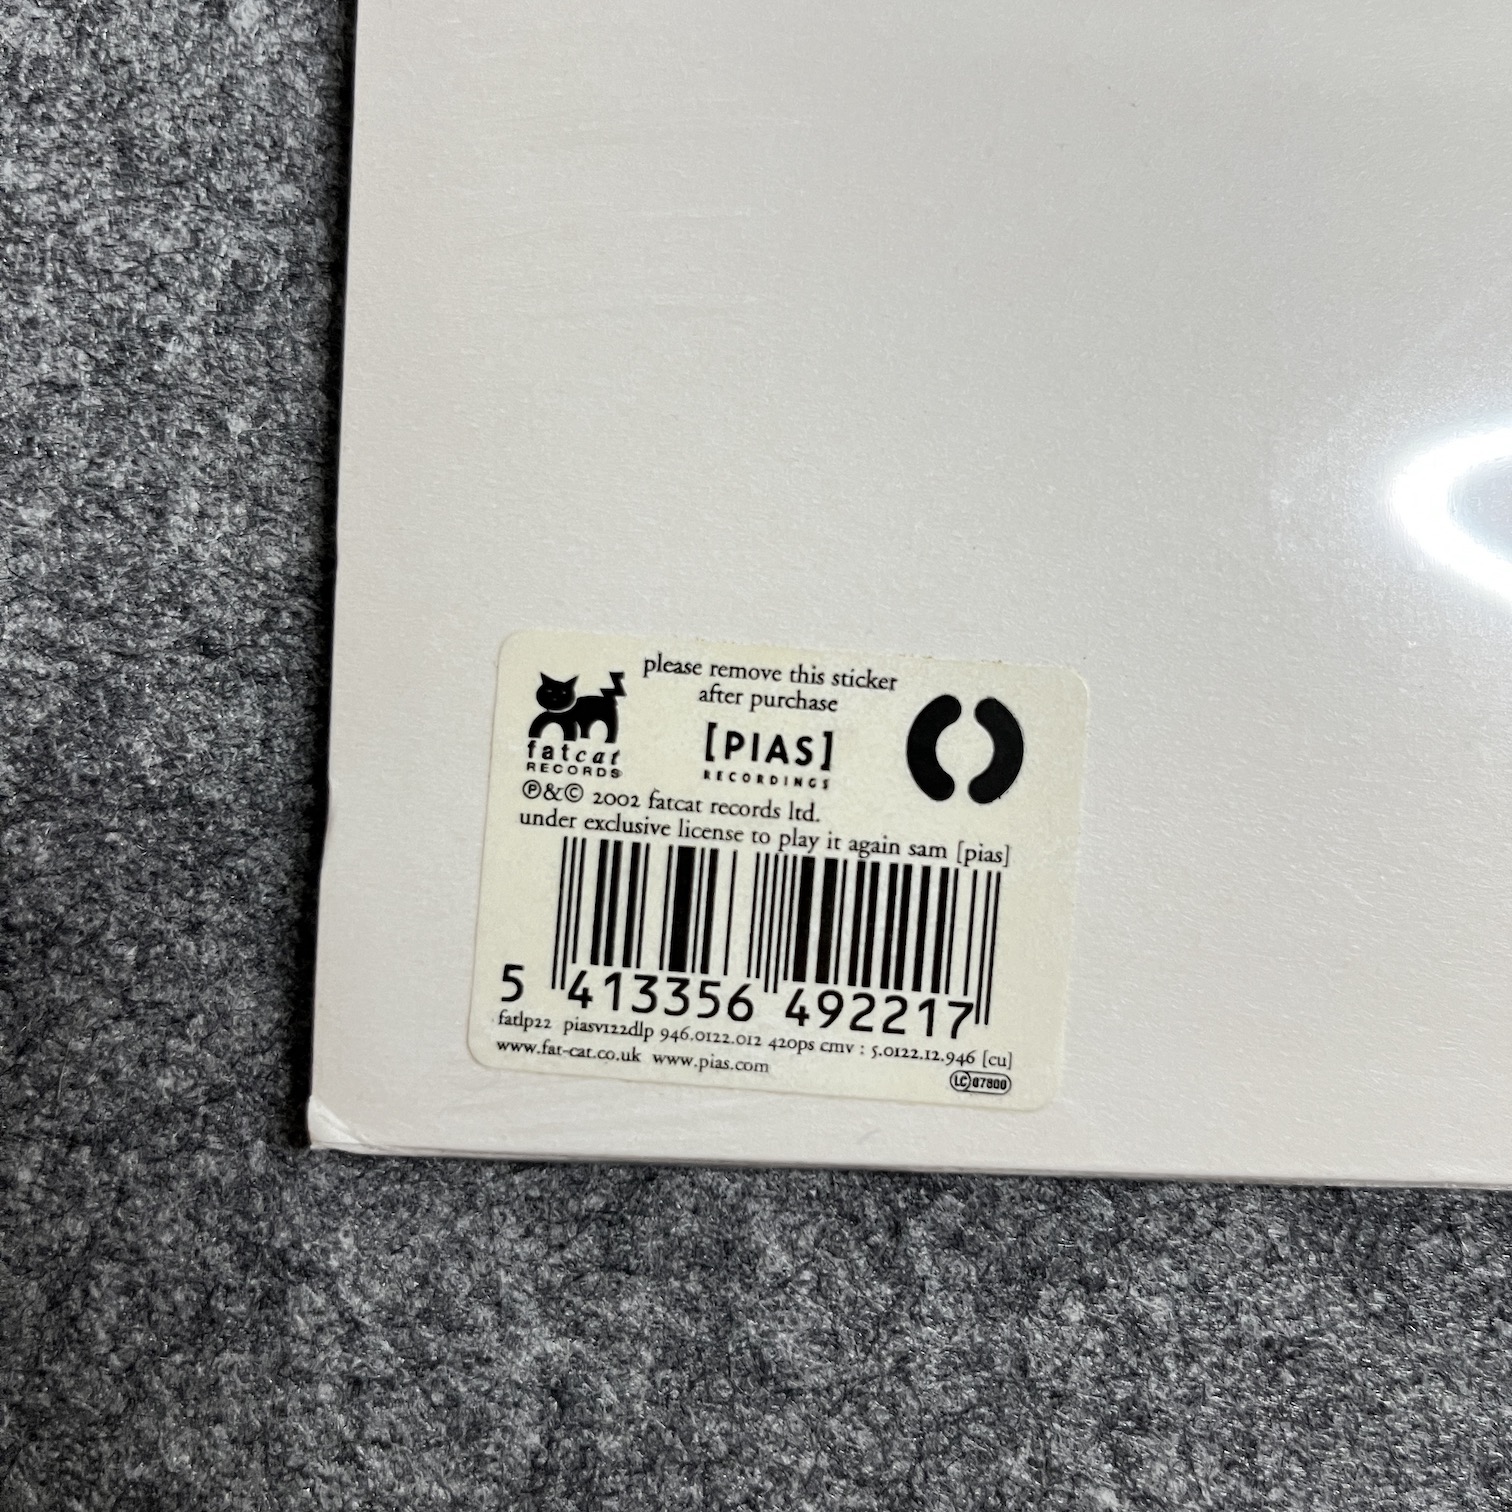 please remove this sticker
after purchase
fatcat
RECORDS
[PIAS]
RECORDINGS
℗&© 2002 fatcat records ltd.
under exclusive license to play it again sam [pias]
5 413356 492217
fatlp22 piasv122dlp 946.0122.012 420ps cmv : 5.0122.12.946 [cu]
www.fat-cat.co.uk www.pias.com
LC 07800